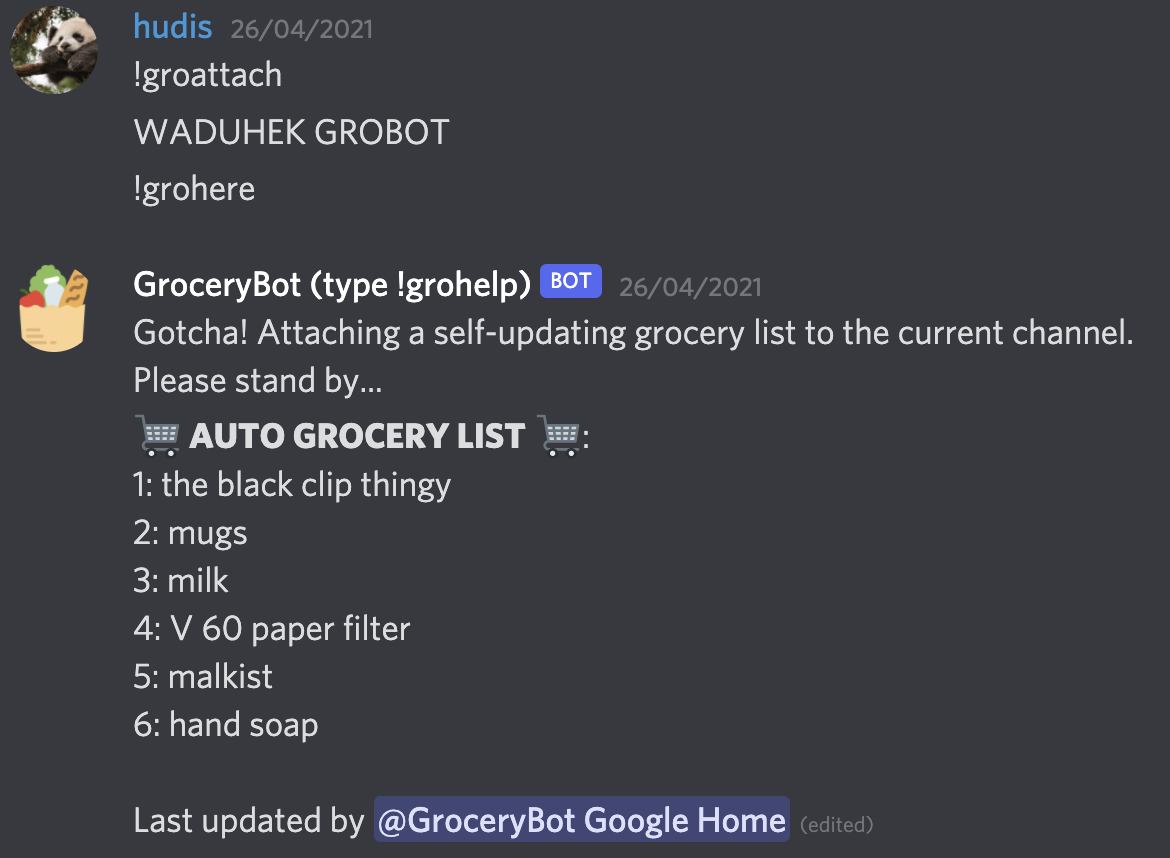 hudis 26/04/2021
!groattach
WADUHEK GROBOT
!grohere
GroceryBot (type !grohelp) BOT 26/04/2021
Gotcha! Attaching a self-updating grocery list to the current channel.
Please stand by...
AUTO GROCERY LIST :
1: the black clip thingy
2: mugs
3: milk
4: V 60 paper filter
5: malkist
6: hand soap
Last updated by @GroceryBot Google Home (edited)